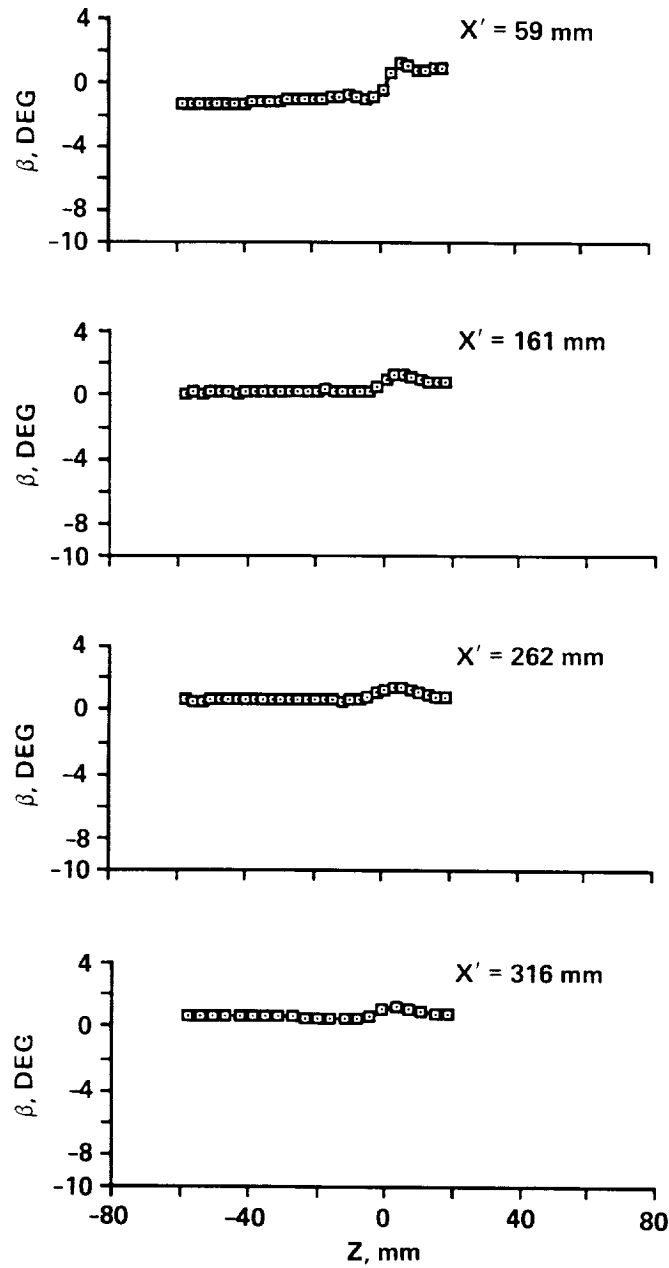 X′ = 59 mm
4
0
−4
−8
−10
β, DEG
X′ = 161 mm
4
0
−4
−8
−10
β, DEG
X′ = 262 mm
4
0
−4
−8
−10
β, DEG
X′ = 316 mm
4
0
−4
−8
−10
β, DEG
−80 −40 0 40 80
Z, mm